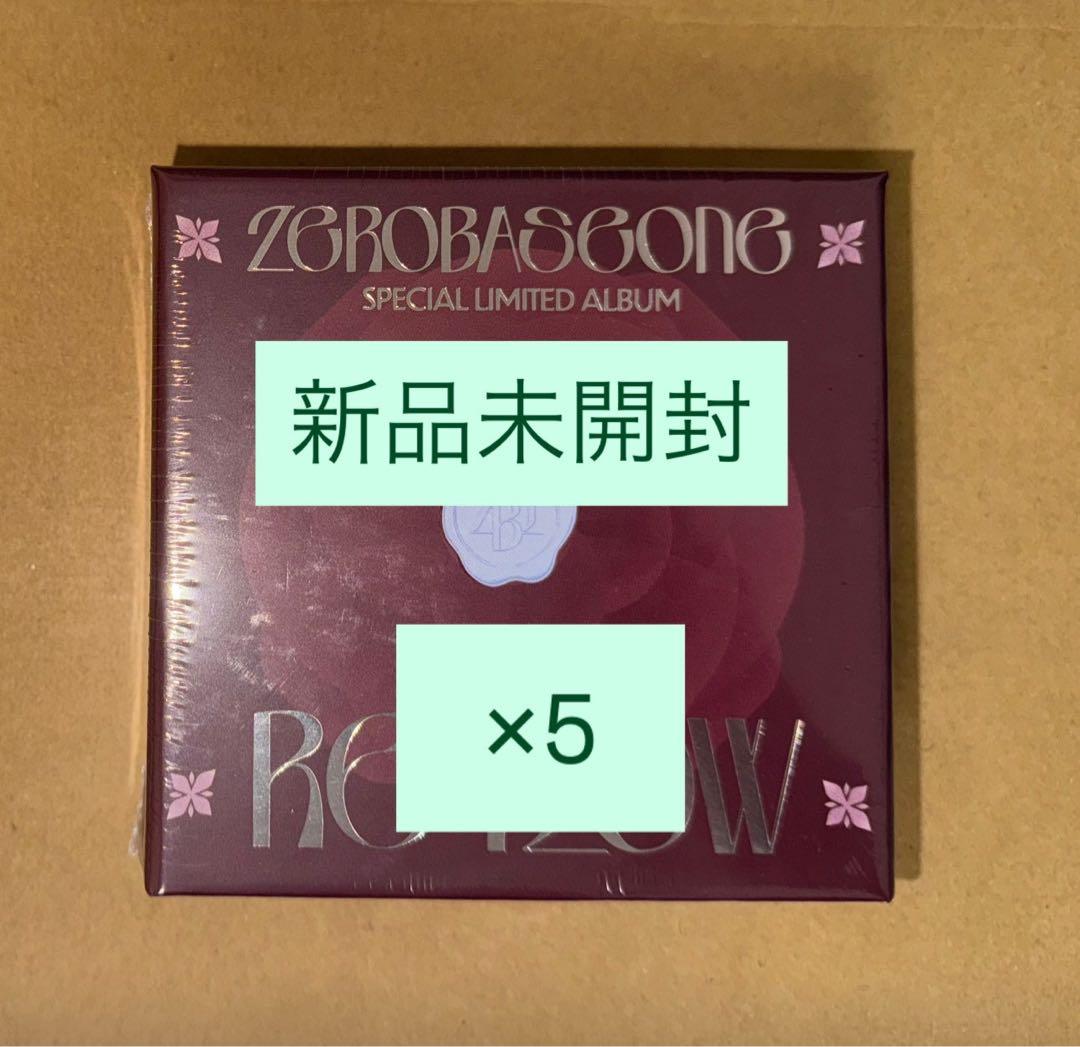 ZEROBASEONE
SPECIAL LIMITED ALBUM
新品未開封
×5